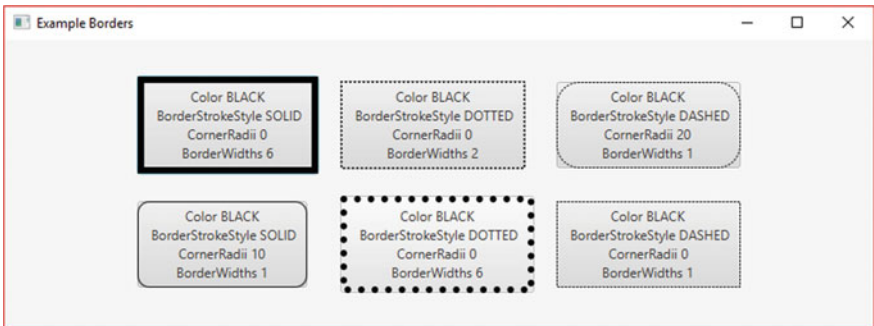 Example Borders
Color BLACK
BorderStrokeStyle SOLID
CornerRadii 0
BorderWidths 6
Color BLACK
BorderStrokeStyle DOTTED
CornerRadii 0
BorderWidths 2
Color BLACK
BorderStrokeStyle DASHED
CornerRadii 20
BorderWidths 1
Color BLACK
BorderStrokeStyle SOLID
CornerRadii 10
BorderWidths 1
Color BLACK
BorderStrokeStyle DOTTED
CornerRadii 0
BorderWidths 6
Color BLACK
BorderStrokeStyle DASHED
CornerRadii 0
BorderWidths 1